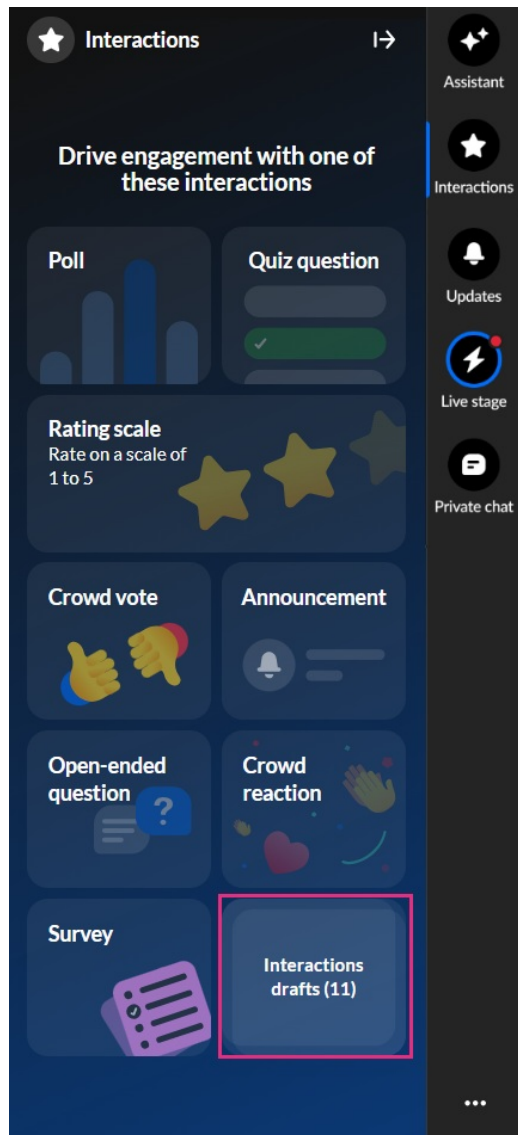 Interactions
Drive engagement with one of
these interactions
Poll
Quiz question
Rating scale
Rate on a scale of
1 to 5
Crowd vote
Announcement
Open-ended
question
?
Crowd
reaction
Survey
Interactions
drafts (11)
Assistant
Interactions
Updates
Live stage
Private chat